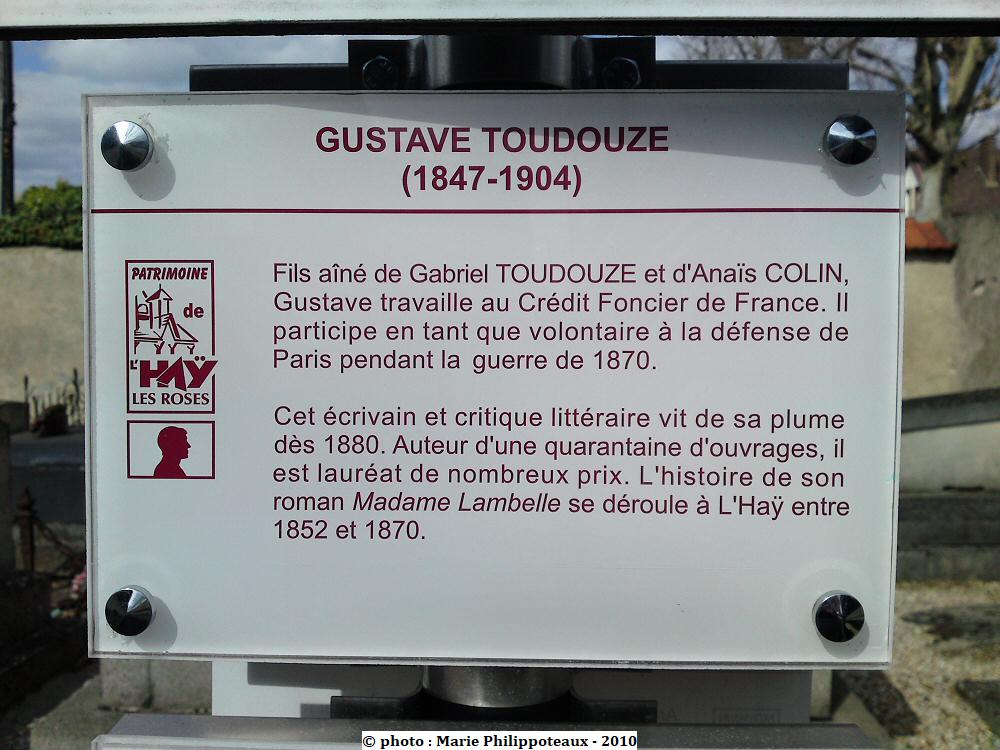 GUSTAVE TOUDOUZE
(1847-1904)
PATRIMOINE
de
L'HAŸ
LES ROSES
Fils aîné de Gabriel TOUDOUZE et d'Anaïs COLIN,
Gustave travaille au Crédit Foncier de France. Il
participe en tant que volontaire à la défense de
Paris pendant la guerre de 1870.
Cet écrivain et critique littéraire vit de sa plume
dès 1880. Auteur d'une quarantaine d'ouvrages, il
est lauréat de nombreux prix. L'histoire de son
roman Madame Lambelle se déroule à L'Haÿ entre
1852 et 1870.
© photo : Marie Philippoteaux - 2010